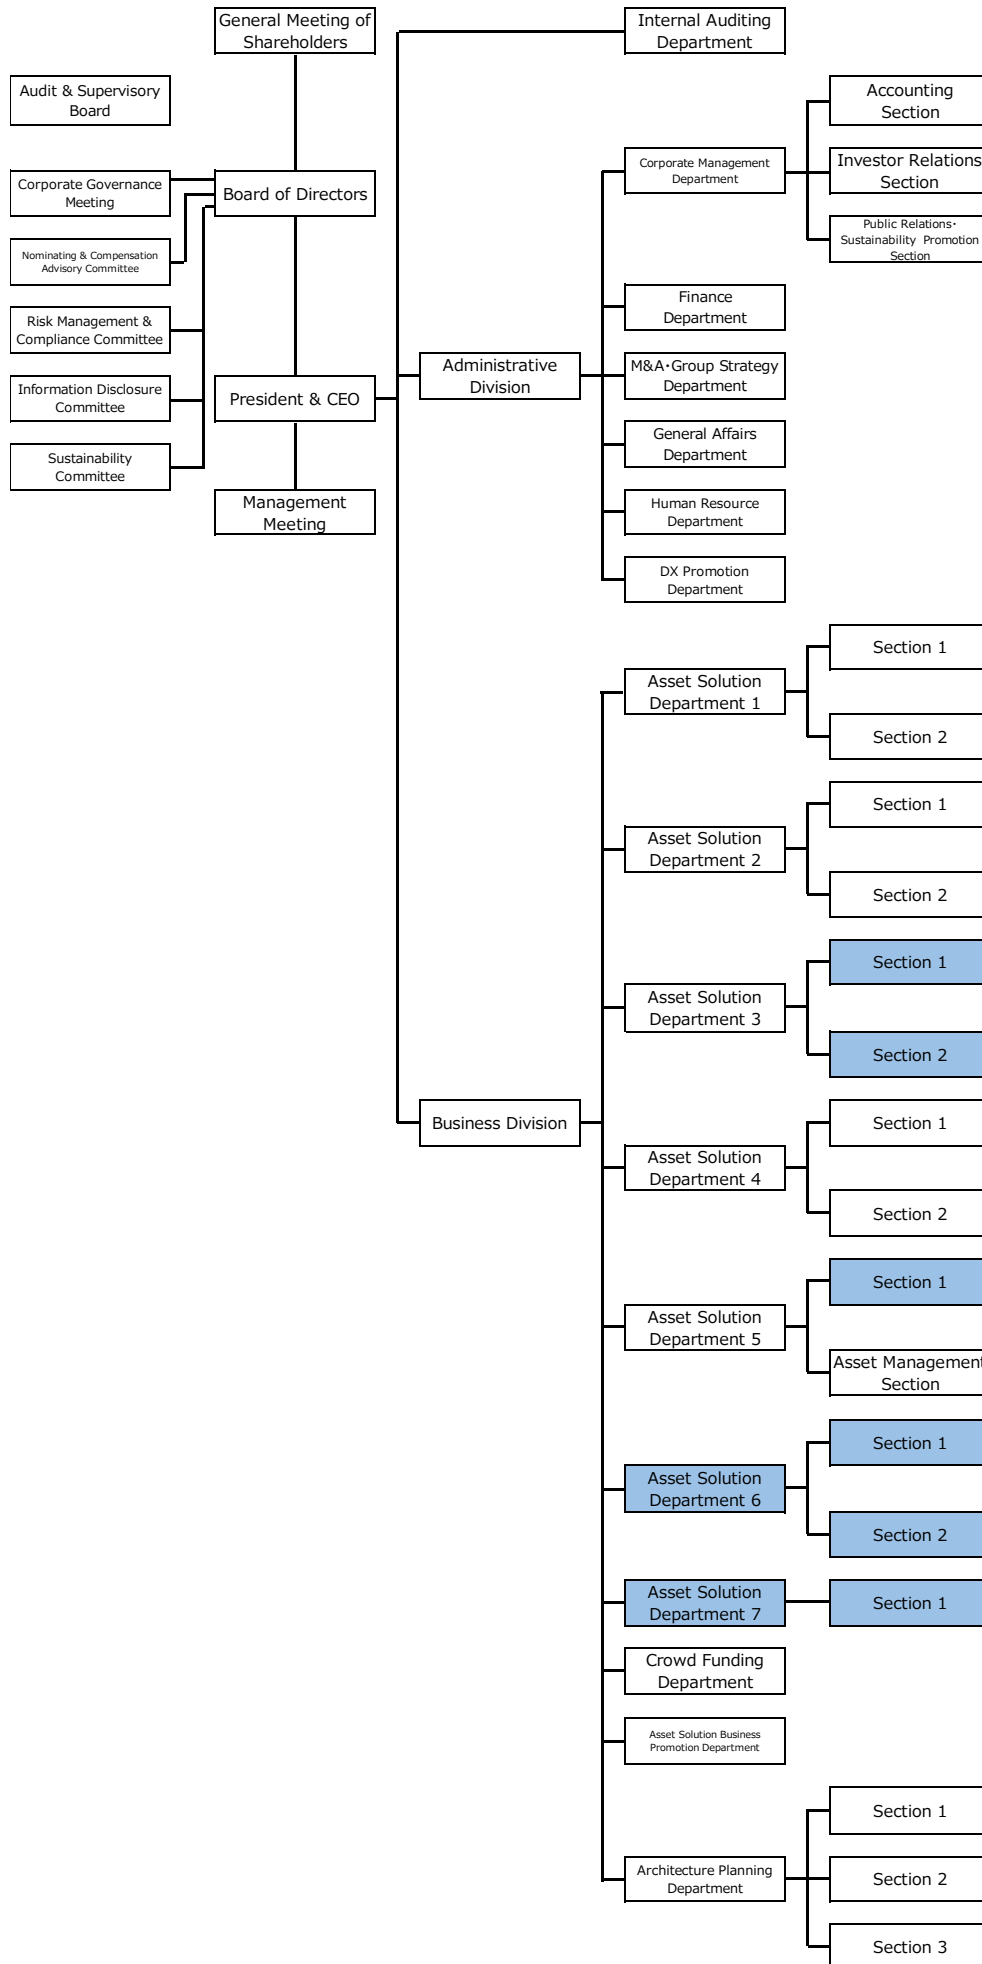 General Meeting of
Shareholders
Internal Auditing
Department
Audit & Supervisory
Board
Accounting
Section
Corporate Management
Department
Investor Relations
Section
Corporate Governance
Meeting
Board of Directors
Public Relations・
Sustainability Promotion
Section
Nominating & Compensation
Advisory Committee
Finance
Department
Risk Management &
Compliance Committee
Administrative
Division
M&A・Group Strategy
Department
Information Disclosure
Committee
President & CEO
General Affairs
Department
Sustainability
Committee
Management
Meeting
Human Resource
Department
DX Promotion
Department
Section 1
Asset Solution
Department 1
Section 2
Section 1
Asset Solution
Department 2
Section 2
Section 1
Asset Solution
Department 3
Section 2
Business Division
Section 1
Asset Solution
Department 4
Section 2
Section 1
Asset Solution
Department 5
Asset Management
Section
Section 1
Asset Solution
Department 6
Section 2
Asset Solution
Department 7
Section 1
Crowd Funding
Department
Asset Solution Business
Promotion Department
Section 1
Architecture Planning
Department
Section 2
Section 3